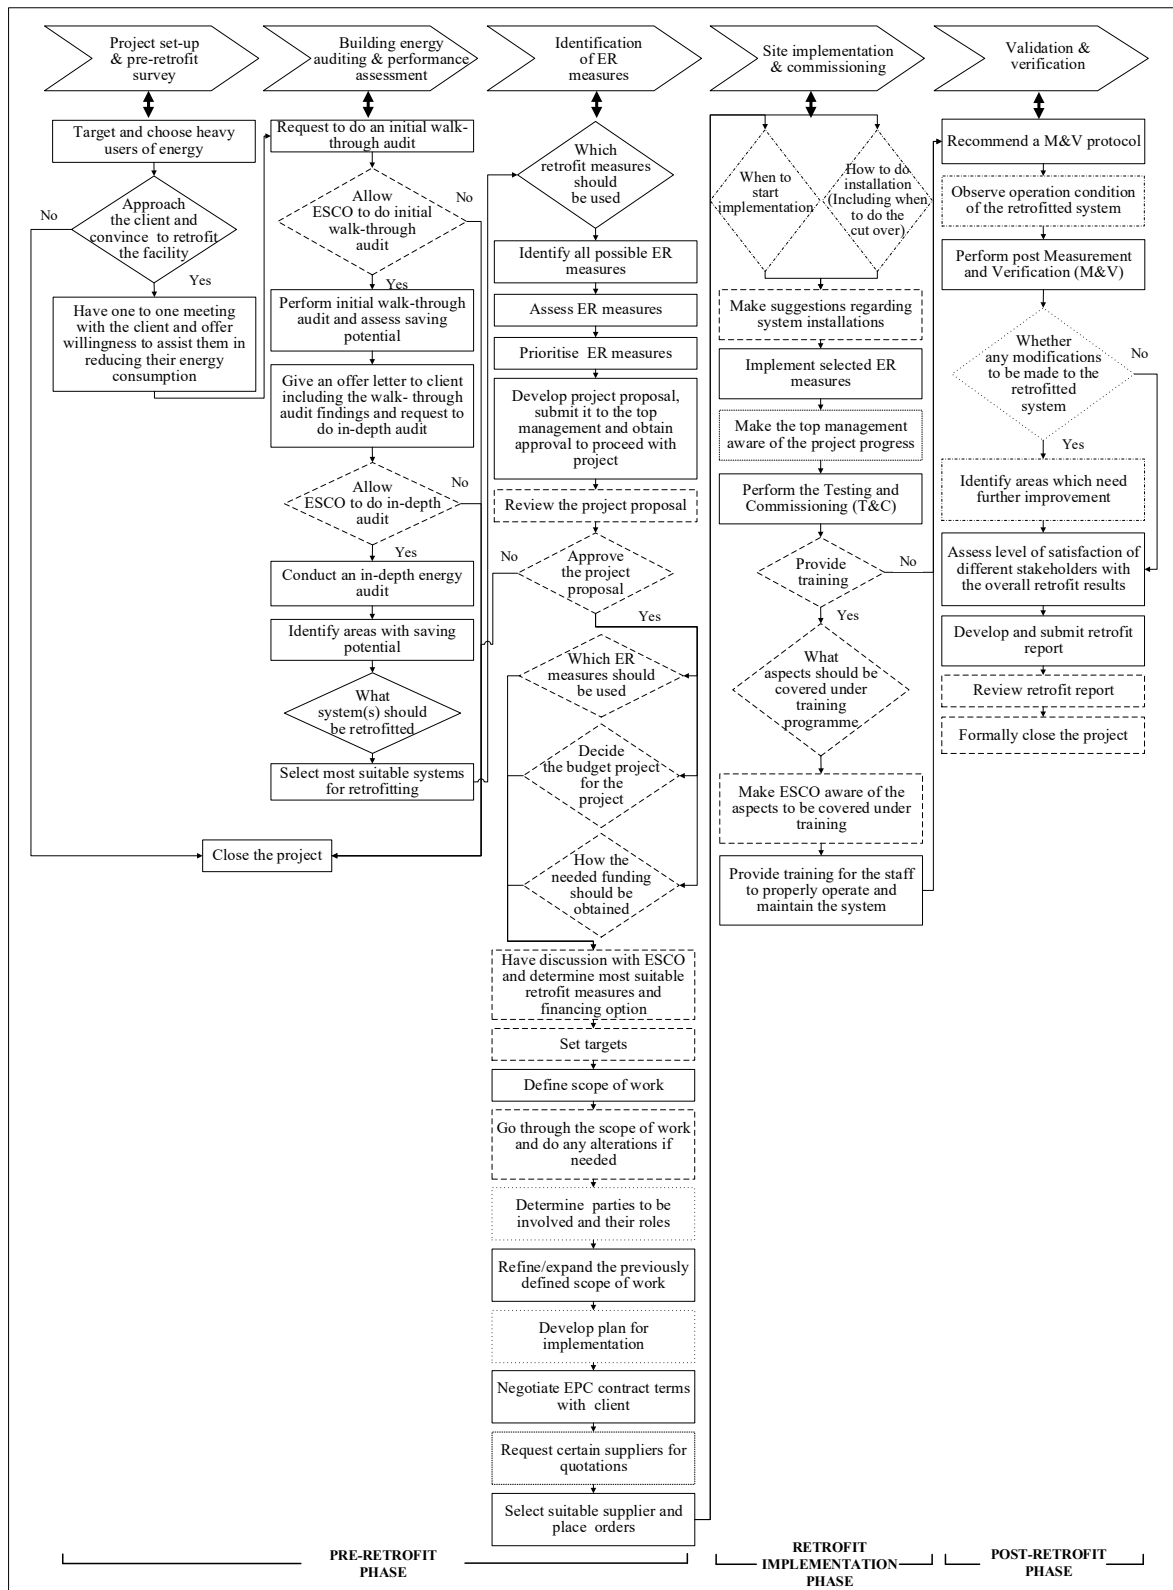 Project set-up
& pre-retrofit
survey
Building energy
auditing & performance
assessment
Identification of
ER
measures
Site implementation
& commissioning
Validation &
verification
Target and choose heavy
users of energy
Approach
the client and
convince to retrofit
the facility
No
Yes
Have one to one meeting
with the client and offer
willingness to assist them in
reducing their energy
consumption
Request to do an initial walk-
through audit
Allow
ESCO to do initial
walk-through
audit
No
Yes
Perform initial walk-through
audit and assess saving
potential
Give an offer letter to client
including the walk- through
audit findings and request to
do in-depth audit
Allow
ESCO to do in-depth
audit
No
Yes
Conduct an in-depth energy
audit
Identify areas with saving
potential
What
system(s) should
be retrofitted
Select most suitable systems
for retrofitting
Close the project
Which
retrofit measures
should
be used
Identify all possible ER
measures
Assess ER measures
Prioritise ER measures
Develop project proposal,
submit it to the top
management and obtain
approval to proceed with
project
Review the project proposal
No
Approve
the project
proposal
Yes
Which ER
measures should
be used
Decide
the budget project
for the
project
How the
needed funding
should be
obtained
Have discussion with ESCO
and determine most suitable
retrofit measures and
financing option
Set targets
Define scope of work
Go through the scope of work
and do any alterations if
needed
Determine parties to be
involved and their roles
Refine/expand the previously
defined scope of work
Develop plan for
implementation
Negotiate EPC contract terms
with client
Request certain suppliers for
quotations
Select suitable supplier and
place orders
When to
start
implementation
How to do
installation
(Including when
to do the
cut over)
Make suggestions regarding
system installations
Implement selected ER
measures
Make the top management
aware of the project progress
Perform the Testing and
Commissioning (T&C)
Provide
training
No
Yes
What
aspects should be
covered under
training
programme
Make ESCO aware of the
aspects to be covered under
training
Provide training for the staff
to properly operate and
maintain the system
Recommend a M&V protocol
Observe operation condition
of the retrofitted system
Perform post Measurement
and Verification (M&V)
Whether
any modifications
to be made to the
retrofitted
system
No
Yes
Identify areas which need
further improvement
Assess level of satisfaction of
different stakeholders with
the overall retrofit results
Develop and submit retrofit
report
Review retrofit report
Formally close the project
PRE-RETROFIT
PHASE
RETROFIT
IMPLEMENTATION
PHASE
POST-RETROFIT
PHASE